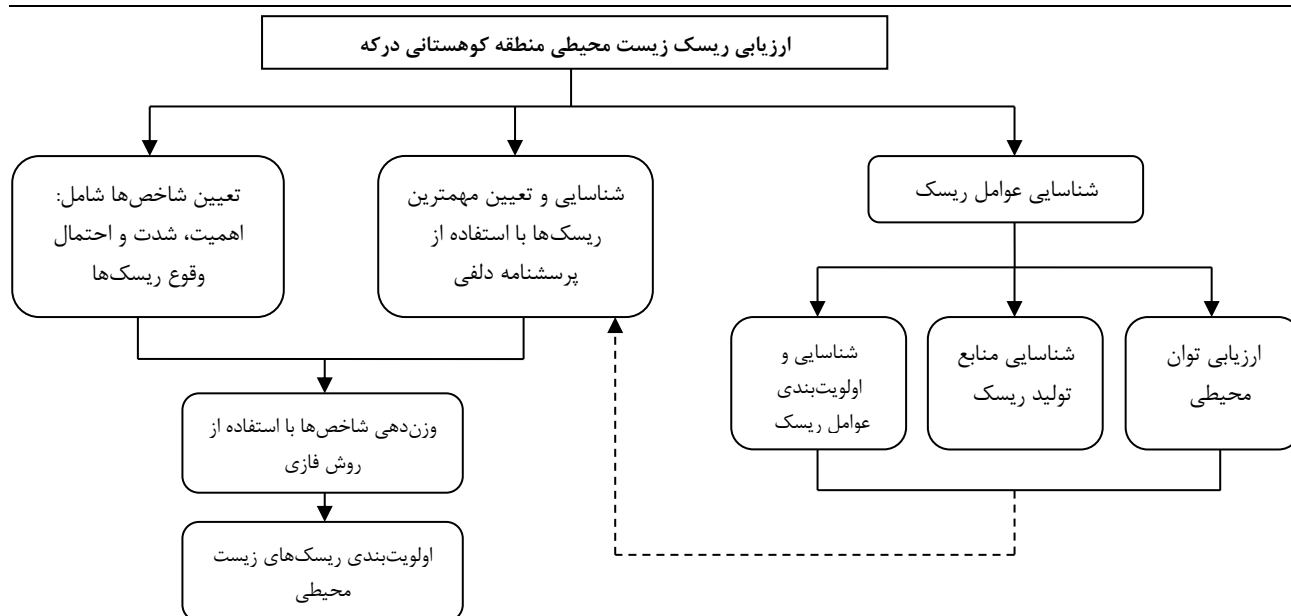 ارزیابی ریسک زیست محیطی منطقه کوهستانی درکه
شناسایی عوامل ریسک
شناسایی و تعیین مهمترین
ریسک‌ها با استفاده از
پرسشنامه دلفی
تعیین شاخص‌ها شامل:
اهمیت، شدت و احتمال
وقوع ریسک‌ها
ارزیابی توان
محیطی
شناسایی منابع
تولید ریسک
شناسایی و
اولویت‌بندی
عوامل ریسک
وزن‌دهی شاخص‌ها با استفاده از
روش فازی
اولویت‌بندی ریسک‌های زیست
محیطی